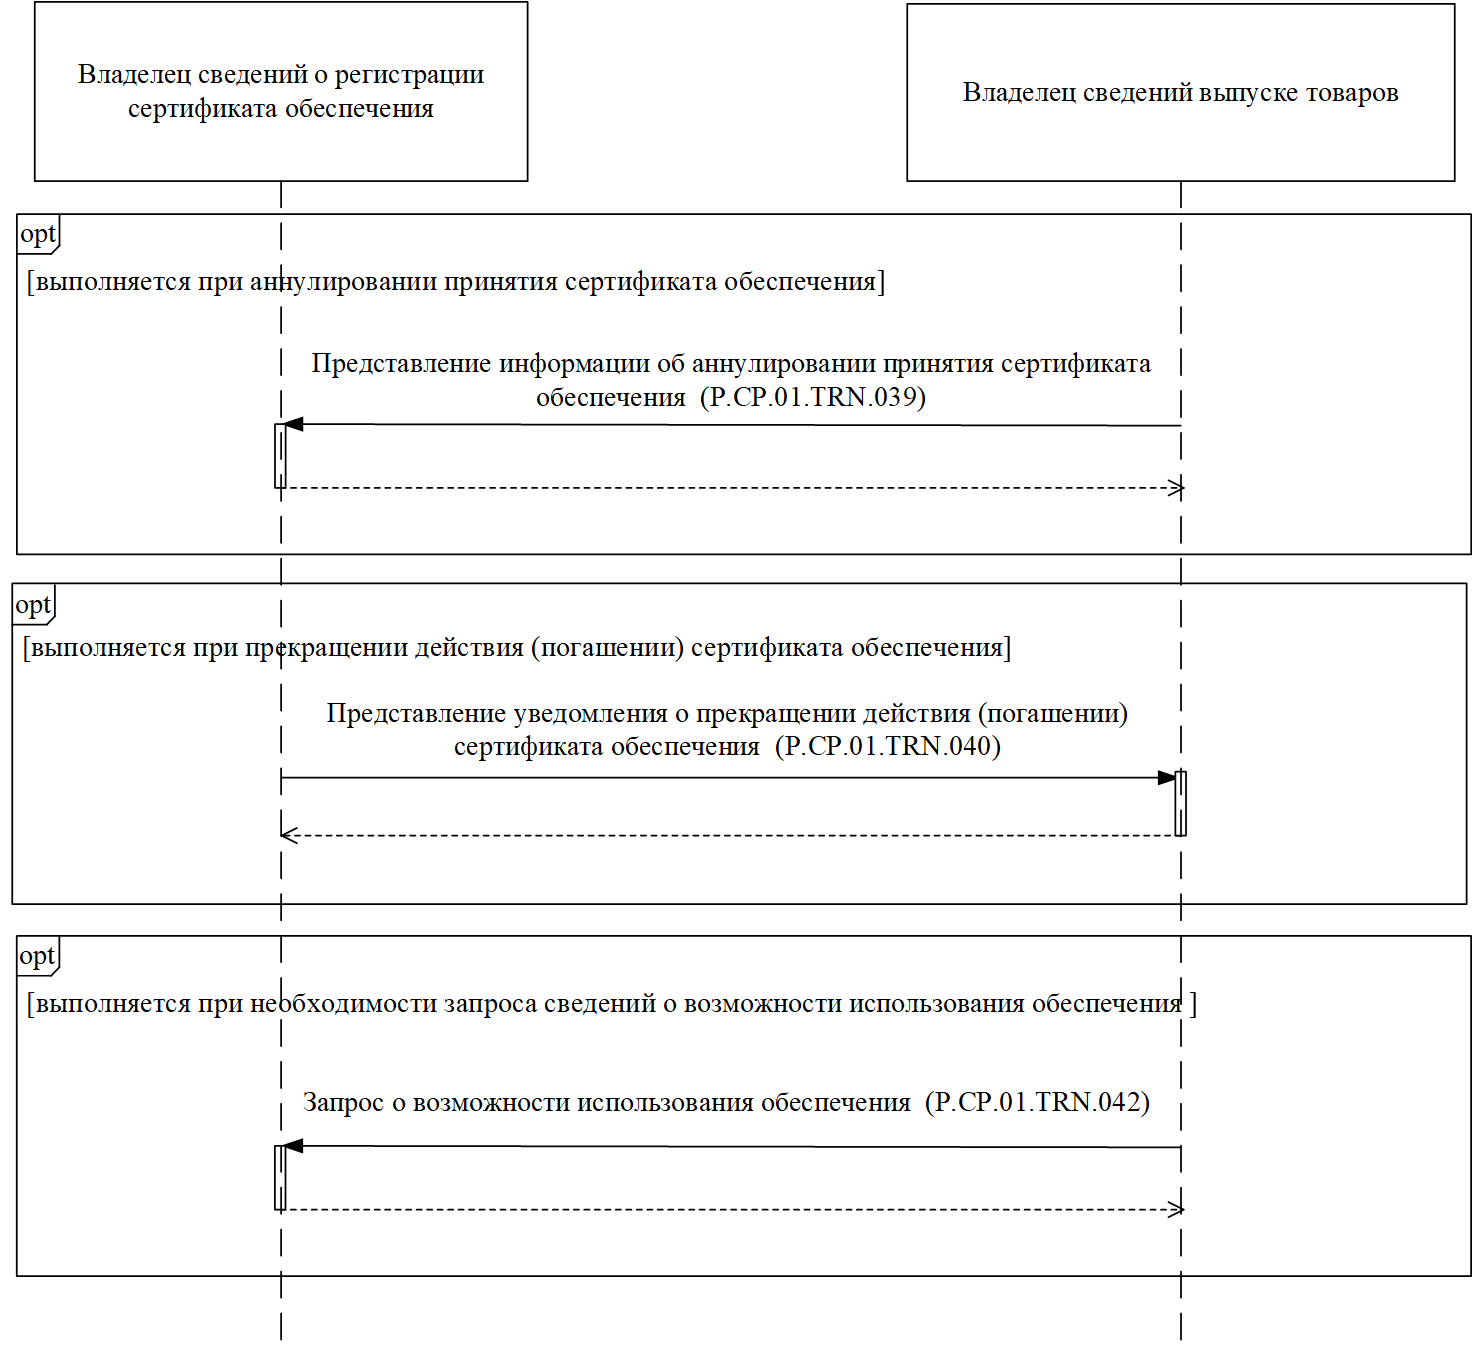 Владелец сведений о регистрации
сертификата обеспечения
Владелец сведений выпуске товаров
opt
[выполняется при аннулировании принятия сертификата обеспечения]
Представление информации об аннулировании принятия сертификата
обеспечения (P.CP.01.TRN.039)
opt
[выполняется при прекращении действия (погашении) сертификата обеспечения]
Представление уведомления о прекращении действия (погашении)
сертификата обеспечения (P.CP.01.TRN.040)
opt
[выполняется при необходимости запроса сведений о возможности использования обеспечения ]
Запрос о возможности использования обеспечения (P.CP.01.TRN.042)